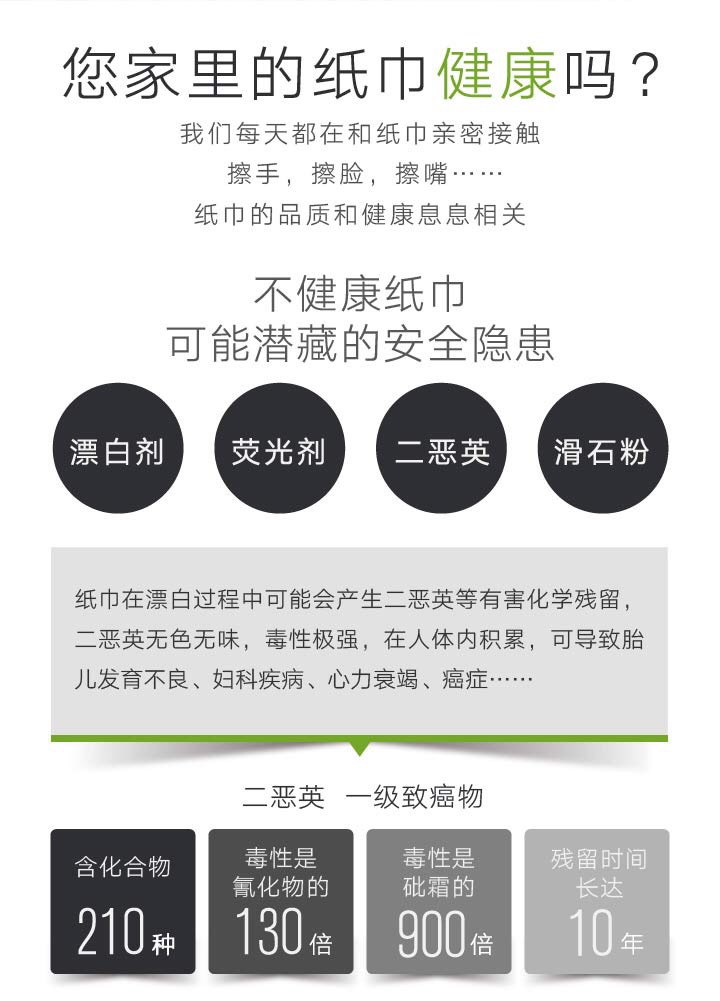 您家里的纸巾健康吗？
我们每天都在和纸巾亲密接触
擦手，擦脸，擦嘴……
纸巾的品质和健康息息相关
不健康纸巾
可能潜藏的安全隐患
漂白剂
荧光剂
二恶英
滑石粉
纸巾在漂白过程中可能会产生二恶英等有害化学残留，
二恶英无色无味，毒性极强，在人体内积累，可导致胎
儿发育不良、妇科疾病、心力衰竭、癌症……
二恶英 一级致癌物
含化合物
210种
毒性是
氰化物的
130倍
毒性是
砒霜的
900倍
残留时间
长达
10年